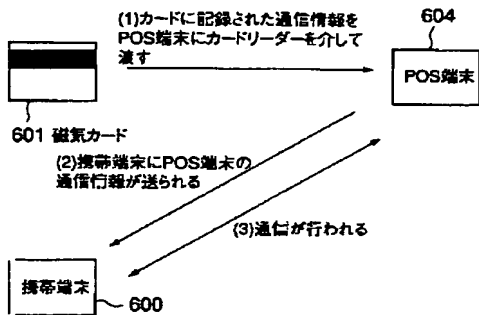 (1)カードに記録された通信情報を
POS端末にカードリーダーを介して
渡す
604
POS端末
601 磁気カード
(2)携帯端末にPOS端末の
通信情報が送られる
(3)通信が行われる
携帯端末
600